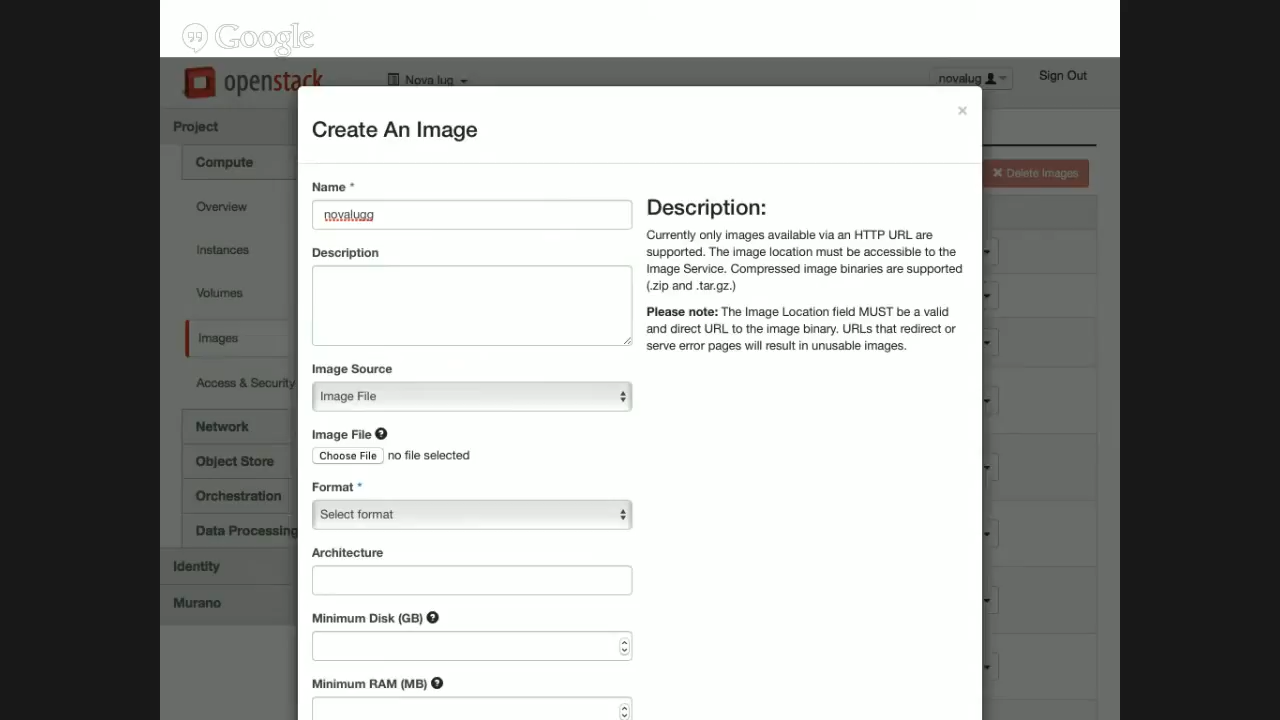 Google
openstack
Nova lug
novalug
Sign Out
Project
Compute
Overview
Instances
Volumes
Images
Access & Security
Network
Object Store
Orchestration
Data Processing
Identity
Murano
Delete Images
Create An Image
×
Name *
novalugg
Description
Image Source
Image File
Image File
Choose File no file selected
Format *
Select format
Architecture
Minimum Disk (GB)
Minimum RAM (MB)
Description:
Currently only images available via an HTTP URL are
supported. The image location must be accessible to the
Image Service. Compressed image binaries are supported
(.zip and .tar.gz.)
Please note: The Image Location field MUST be a valid
and direct URL to the image binary. URLs that redirect or
serve error pages will result in unusable images.